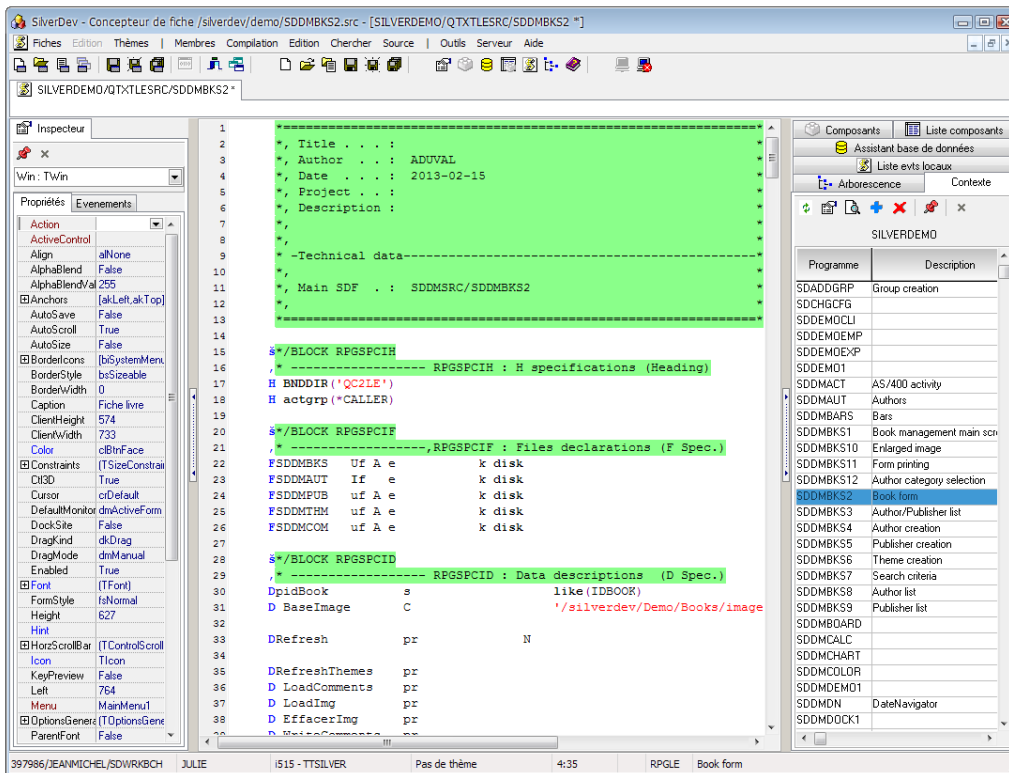 SilverDev - Concepteur de fiche /silverdev/demo/SDDMBKS2.src - [SILVERDEMO/QTXTLESRC/SDDMBKS2 *]
Fiches Edition Thèmes | Membres Compilation Edition Chercher Source | Outils Serveur Aide
SILVERDEMO/QTXTLESRC/SDDMBKS2 *
Inspecteur
Win : TWin
Propriétés Evenements
Action
ActiveControl
Align alNone
AlphaBlend False
AlphaBlendVal 255
Anchors [akLeft,akTop]
AutoSave False
AutoScroll True
AutoSize False
BorderIcons [biSystemMenu
BorderStyle bsSizeable
BorderWidth 0
Caption Fiche livre
ClientHeight 574
ClientWidth 733
Color clBtnFace
Constraints (TSizeConstrai
Ctl3D True
Cursor crDefault
DefaultMonitor dmActiveForm
DockSite False
DragKind dkDrag
DragMode dmManual
Enabled True
Font (TFont)
FormStyle fsNormal
Height 627
Hint
HorzScrollBar (TControlScroll
Icon TIcon
KeyPreview False
Left 764
Menu MainMenu1
OptionsGenera (TOptionsGene
ParentFont False
1 *===============================================================*
2 *, Title . . . : *
3 *, Author . . : ADUVAL *
4 *, Date . . . : 2013-02-15 *
5 *, Project . . : *
6 *, Description : *
7 *, *
8 *, *
9 * -Technical data-----------------------------------------------*
10 *, *
11 *, Main SDF . : SDDMSRC/SDDMBKS2 *
12 *, *
13 *===============================================================*
14
15 š*/BLOCK RPGSPCIH
16 ,* ------------------ RPGSPCIH : H specifications (Heading)
17 H BNDDIR('QC2LE')
18 H actgrp(*CALLER)
19
20 š*/BLOCK RPGSPCIF
21 ,* ------------------,RPGSPCIF : Files declarations (F Spec.)
22 FSDDMBKS Uf A e k disk
23 FSDDMAUT If e k disk
24 FSDDMPUB uf A e k disk
25 FSDDMTHM uf A e k disk
26 FSDDMCOM uf A e k disk
27
28 š*/BLOCK RPGSPCID
29 ,* ------------------ RPGSPCID : Data descriptions (D Spec.)
30 DpidBook s like(IDBOOK)
31 D BaseImage C '/silverdev/Demo/Books/image
32
33 DRefresh pr N
34
35 DRefreshThemes pr
36 D LoadComments pr
37 D LoadImg pr
38 D EffacerImg pr
39 D WriteComments pr
Composants Liste composants
Assistant base de données
Liste evts locaux
Arborescence Contexte
SILVERDEMO
Programme Description
SDADDGRP Group creation
SDCHGCFG
SDDEMOCLI
SDDEMOEMP
SDDEMOEXP
SDDEMO1
SDDMACT AS/400 activity
SDDMAUT Authors
SDDMBARS Bars
SDDMBKS1 Book management main scre
SDDMBKS10 Enlarged image
SDDMBKS11 Form printing
SDDMBKS12 Author category selection
SDDMBKS2 Book form
SDDMBKS3 Author/Publisher list
SDDMBKS4 Author creation
SDDMBKS5 Publisher creation
SDDMBKS6 Theme creation
SDDMBKS7 Search criteria
SDDMBKS8 Author list
SDDMBKS9 Publisher list
SDDMBOARD
SDDMCALC
SDDMCHART
SDDMCOLOR
SDDMDEMO1
SDDMDN DateNavigator
SDDMDOCK1
397986/JEANMICHEL/SDWRKBCH JULIE i515 - TTSILVER Pas de thème 4:35 RPGLE Book form